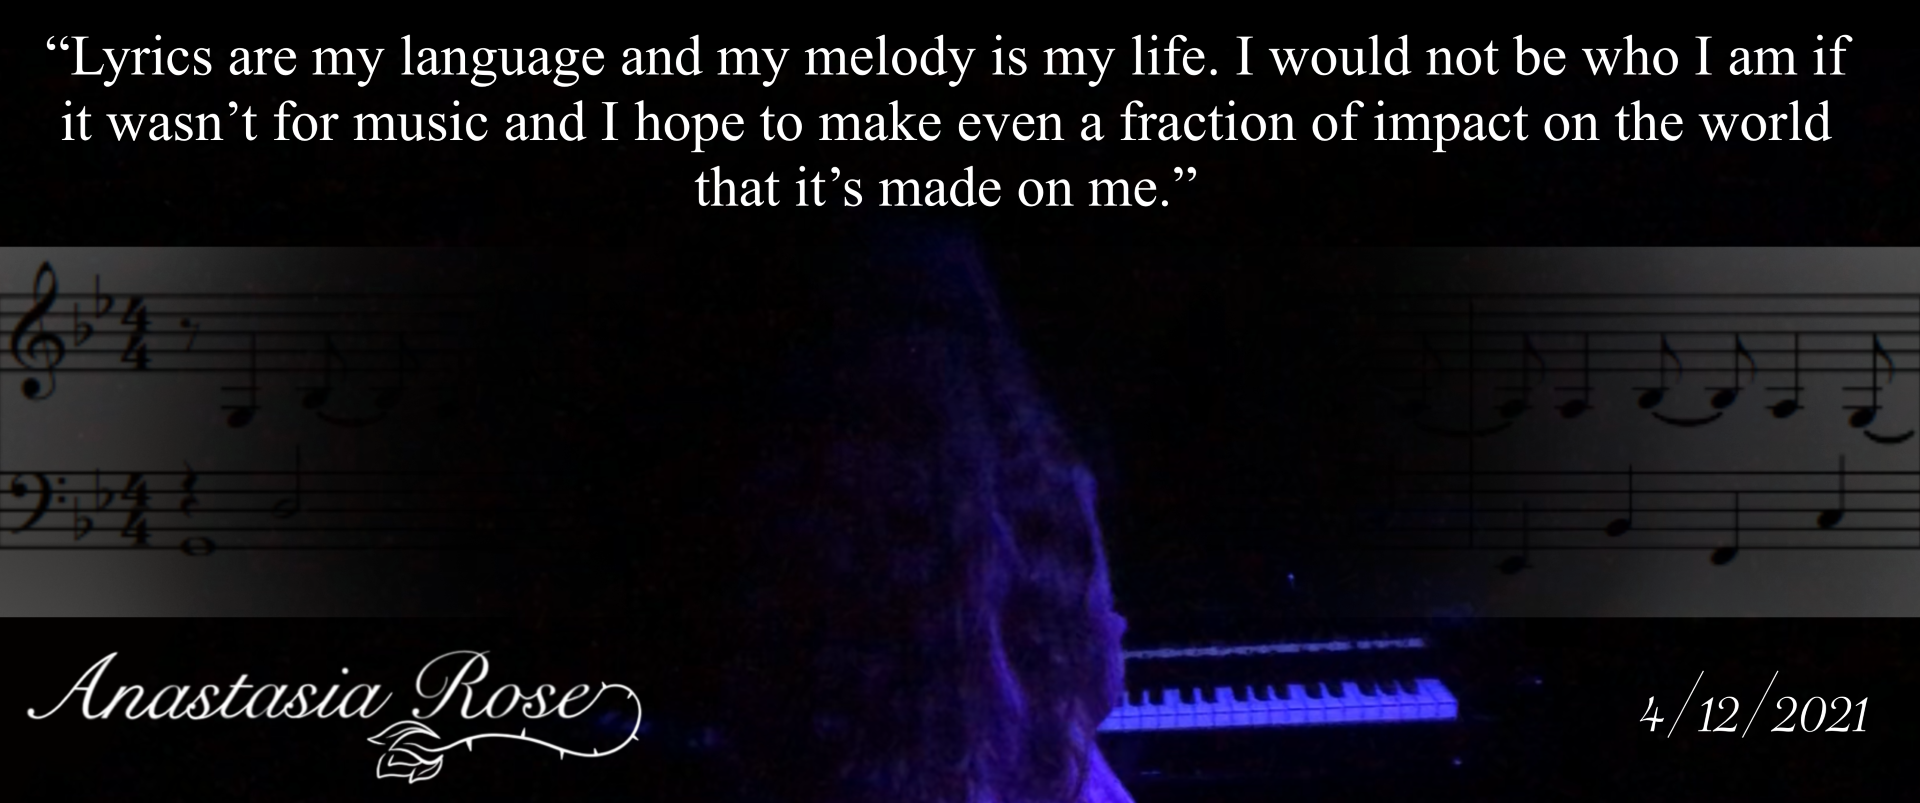 “Lyrics are my language and my melody is my life. I would not be who I am if
it wasn’t for music and I hope to make even a fraction of impact on the world
that it’s made on me.”
Anastasia Rose
4/12/2021